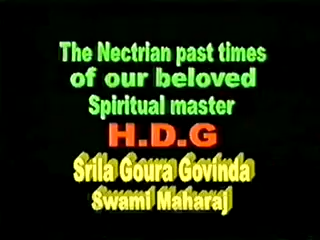 The Nectrian past times
of our beloved
Spiritual master
H.D.G
Srila Goura Govinda
Swami Maharaj